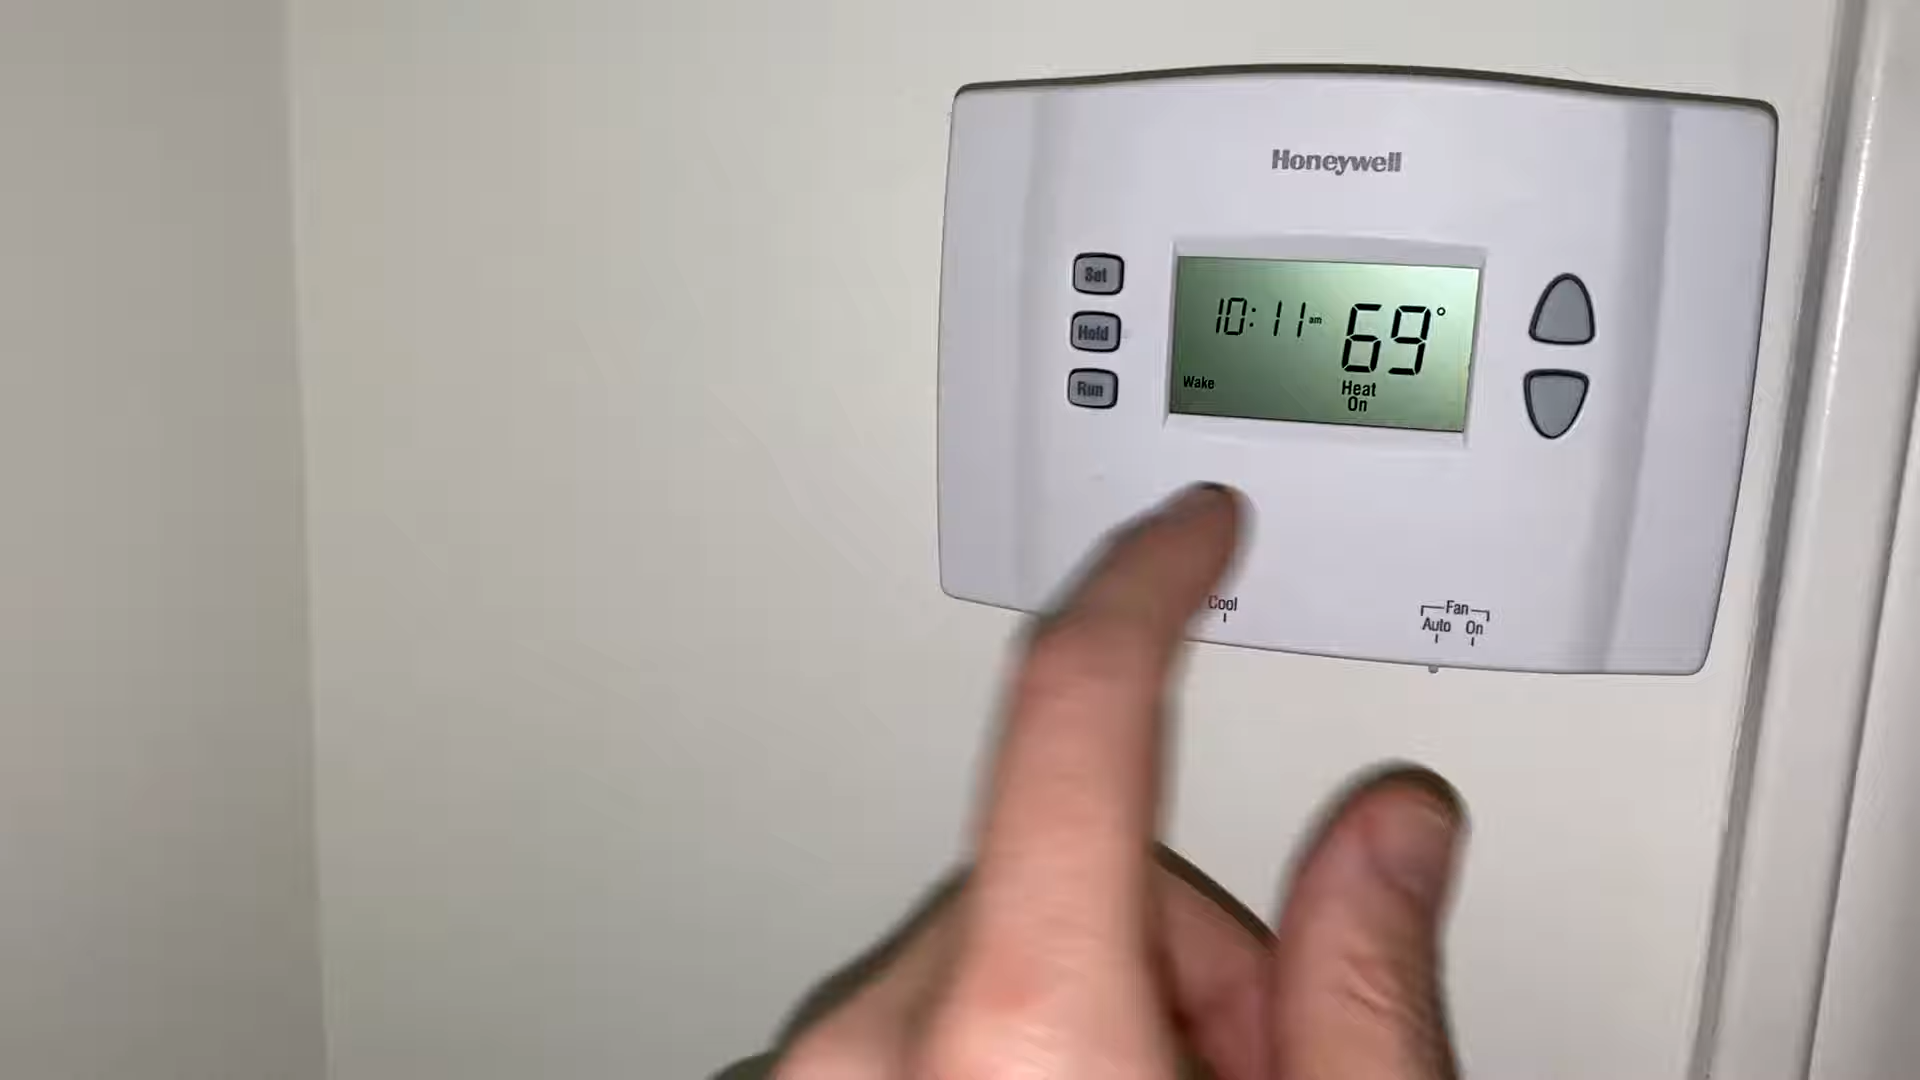 Honeywell
Set
Hold
Run
10:11 am 69°
Wake
Heat
On
Cool
Fan
Auto On